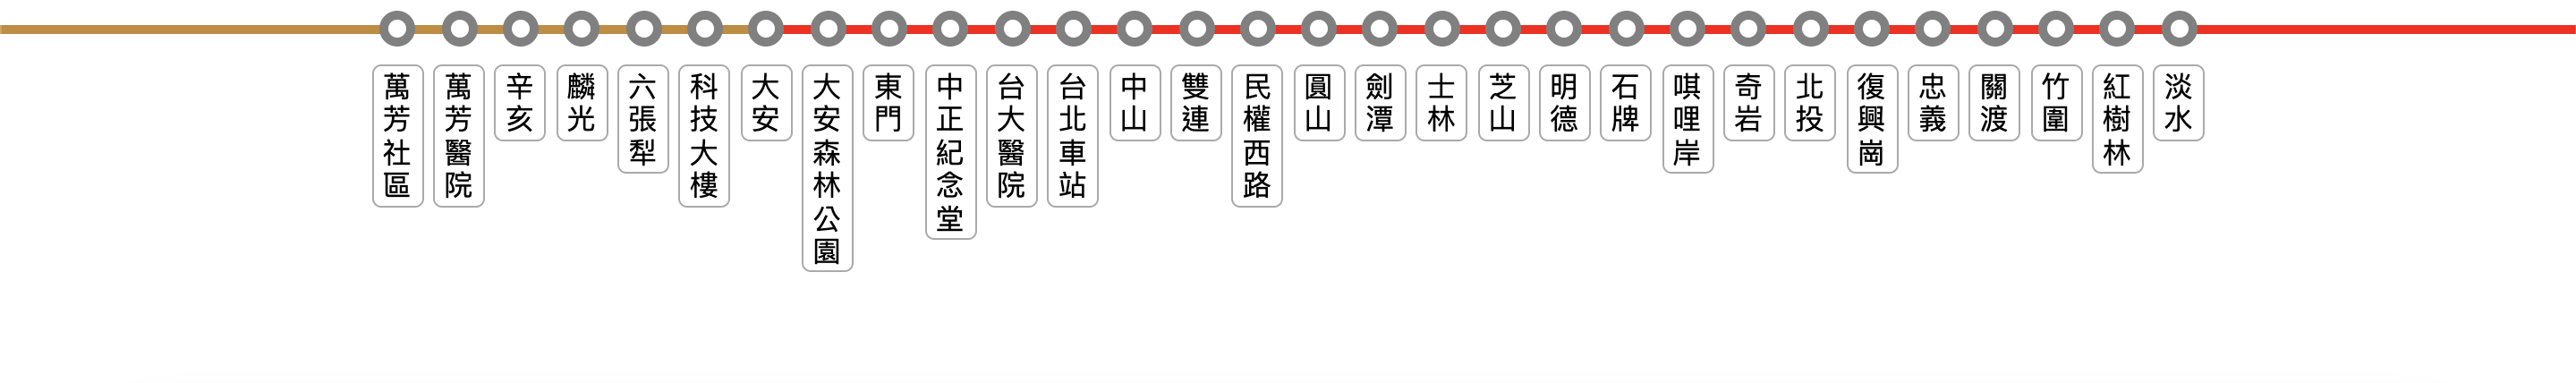 萬芳社區
萬芳醫院
辛亥
麟光
六張犁
科技大樓
大安
大安森林公園
東門
中正紀念堂
台大醫院
台北車站
中山
雙連
民權西路
圓山
劍潭
士林
芝山
明德
石牌
唭哩岸
奇岩
北投
復興崗
忠義
關渡
竹圍
紅樹林
淡水